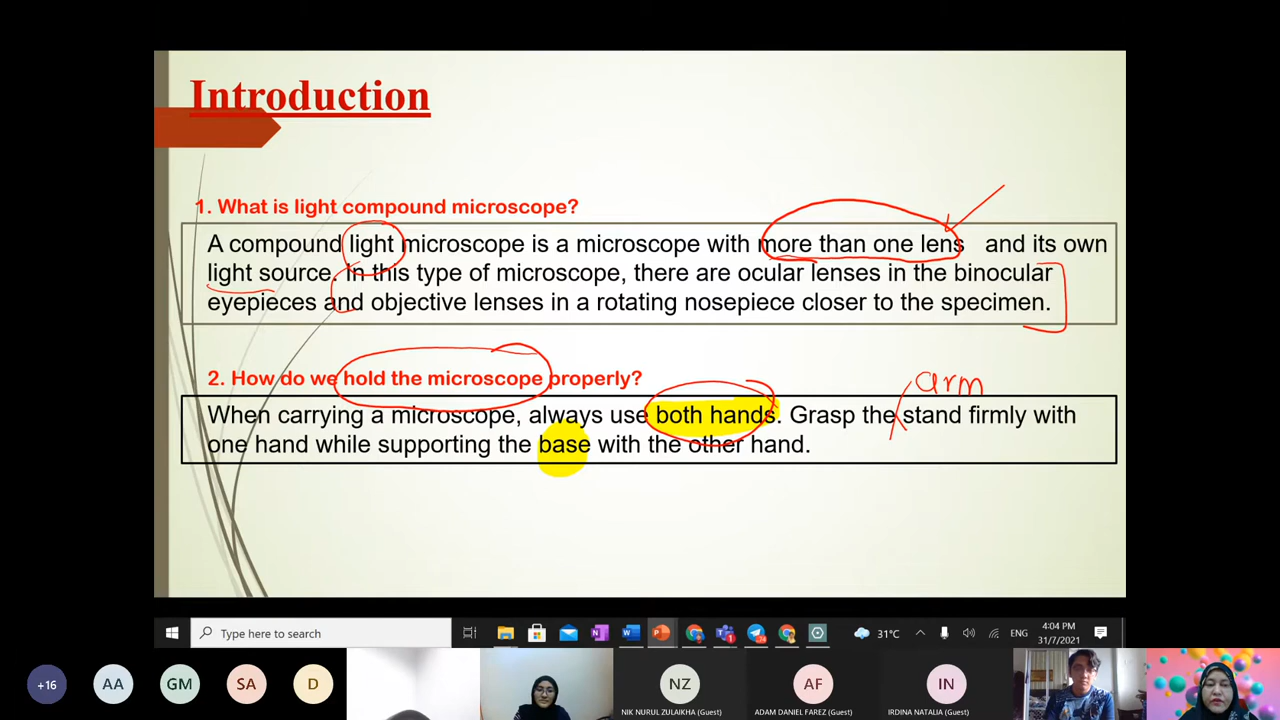 Introduction
1. What is light compound microscope?
A compound light microscope is a microscope with more than one lens and its own
light source. In this type of microscope, there are ocular lenses in the binocular
eyepieces and objective lenses in a rotating nosepiece closer to the specimen.
2. How do we hold the microscope properly?
arm
When carrying a microscope, always use both hands. Grasp the stand firmly with
one hand while supporting the base with the other hand.
Type here to search
31°C
ENG
4:04 PM
31/7/2021
+16
AA
GM
SA
D
NZ
AF
IN
NIK NURUL ZULAIKHA (Guest)
ADAM DANIEL FAREZ (Guest)
IRDINA NATALIA (Guest)